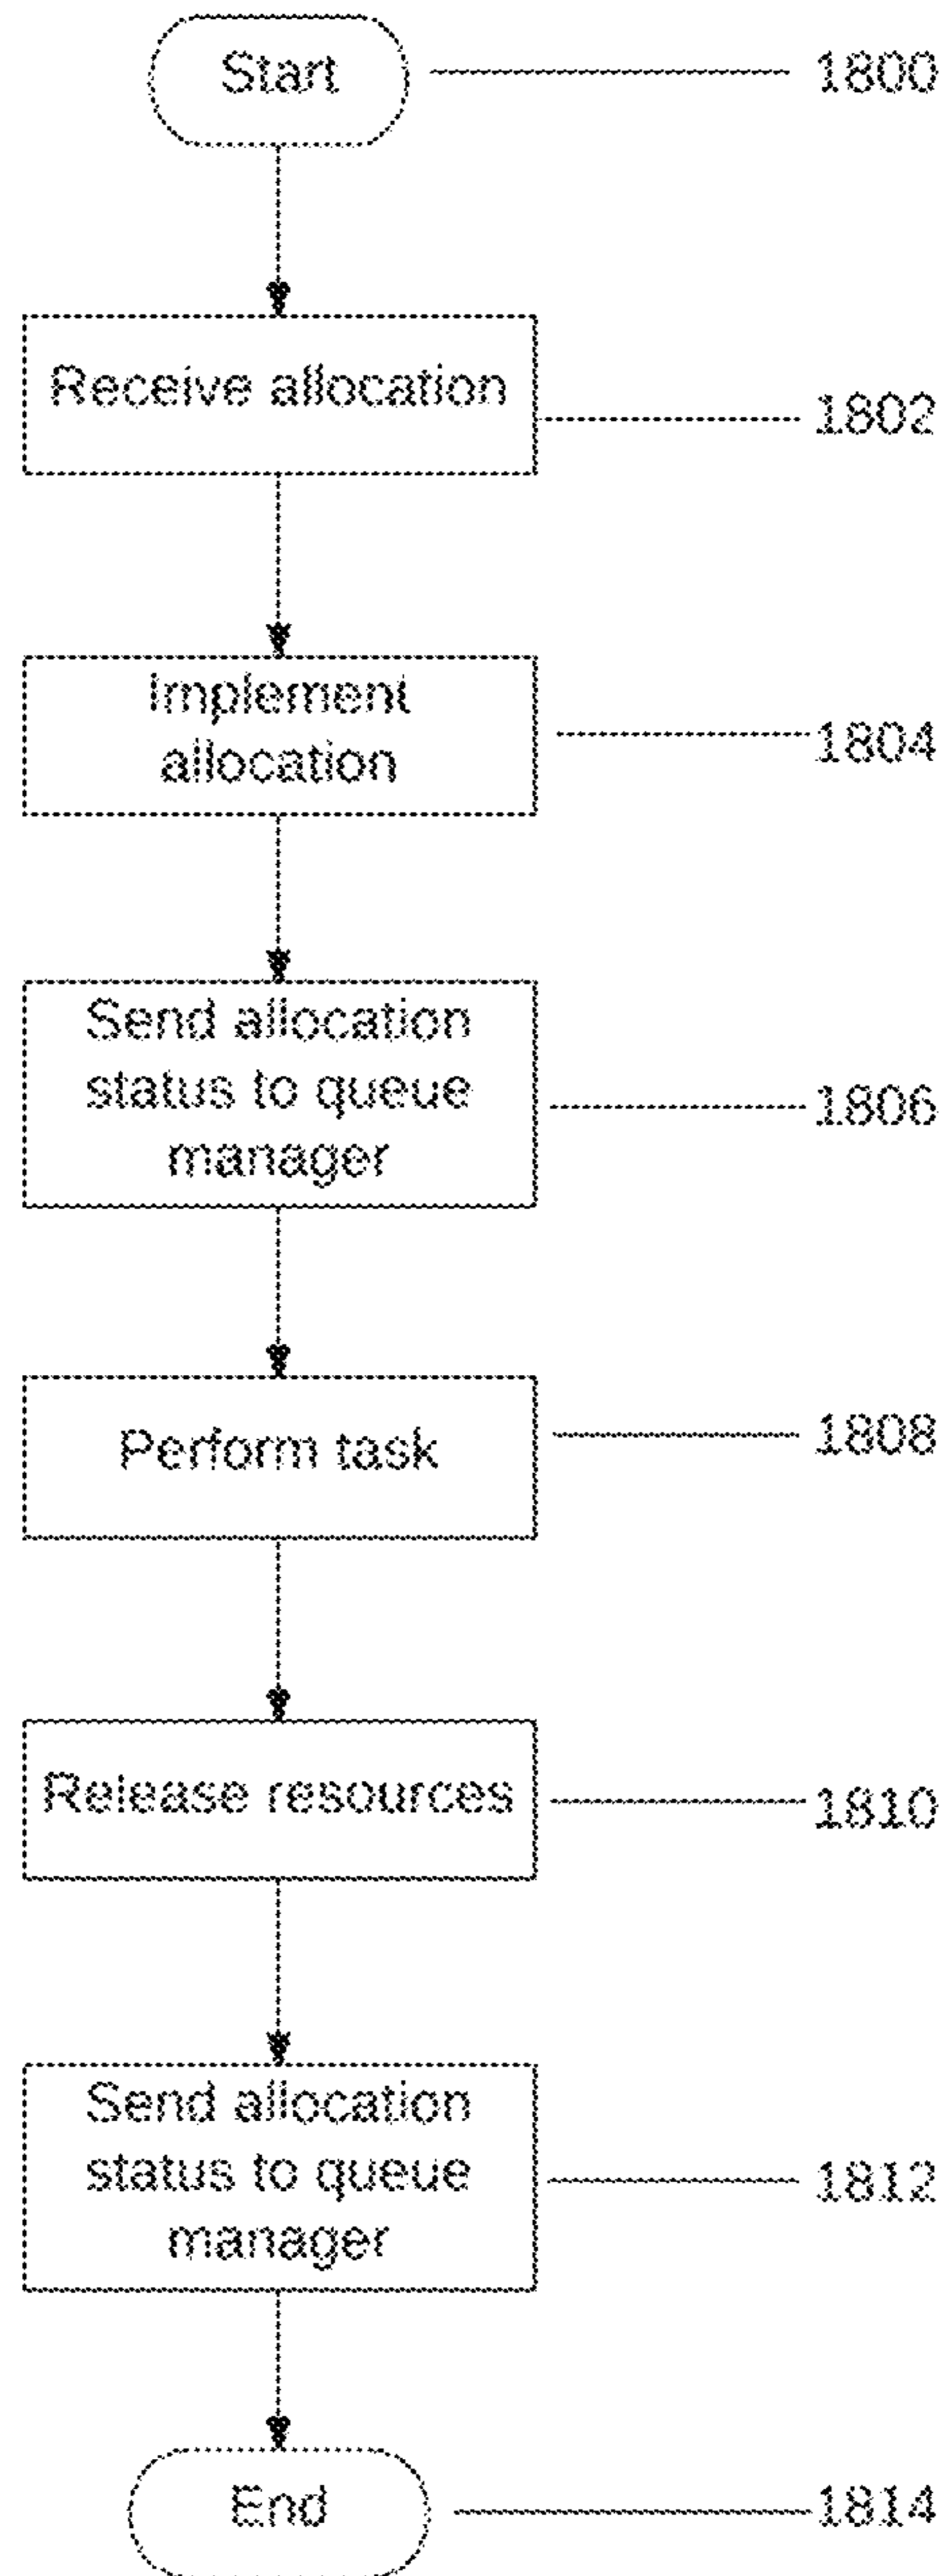 Start
1800
Receive allocation
1802
Implement
allocation
1804
Send allocation
status to queue
manager
1806
Perform task
1808
Release resources
1810
Send allocation
status to queue
manager
1812
End
1814